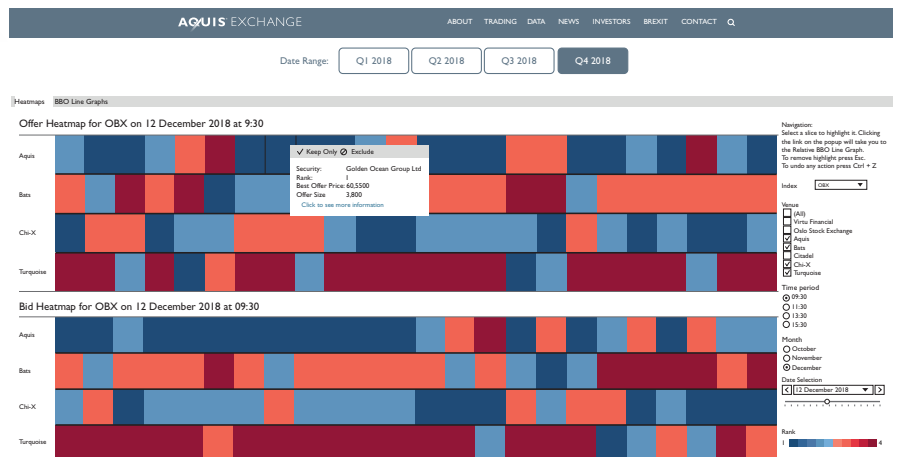 AQUIS EXCHANGE
ABOUT TRADING DATA NEWS INVESTORS BREXIT CONTACT
Date Range: Q1 2018 Q2 2018 Q3 2018 Q4 2018
Heatmaps BBO Line Graphs
Offer Heatmap for OBX on 12 December 2018 at 9:30
Aquis
Bats
Chi-X
Turquoise
Keep Only Exclude
Security: Golden Ocean Group Ltd
Rank: 1
Best Offer Price: 60,5500
Offer Size 3,800
Click to see more information
Bid Heatmap for OBX on 12 December 2018 at 09:30
Aquis
Bats
Chi-X
Turquoise
Navigation:
Select a slice to highlight it. Clicking
the link on the popup will take you to
the Relative BBO Line Graph.
To remove highlight press Esc.
To undo any action press Ctrl + Z
Index OBX
Venue
(All)
Virtu Financial
Oslo Stock Exchange
Aquis
Bats
Citadel
Chi-X
Turquoise
Time period
09:30
11:30
13:30
15:30
Month
October
November
December
Date Selection
< 12 December 2018 >
Rank
1 4